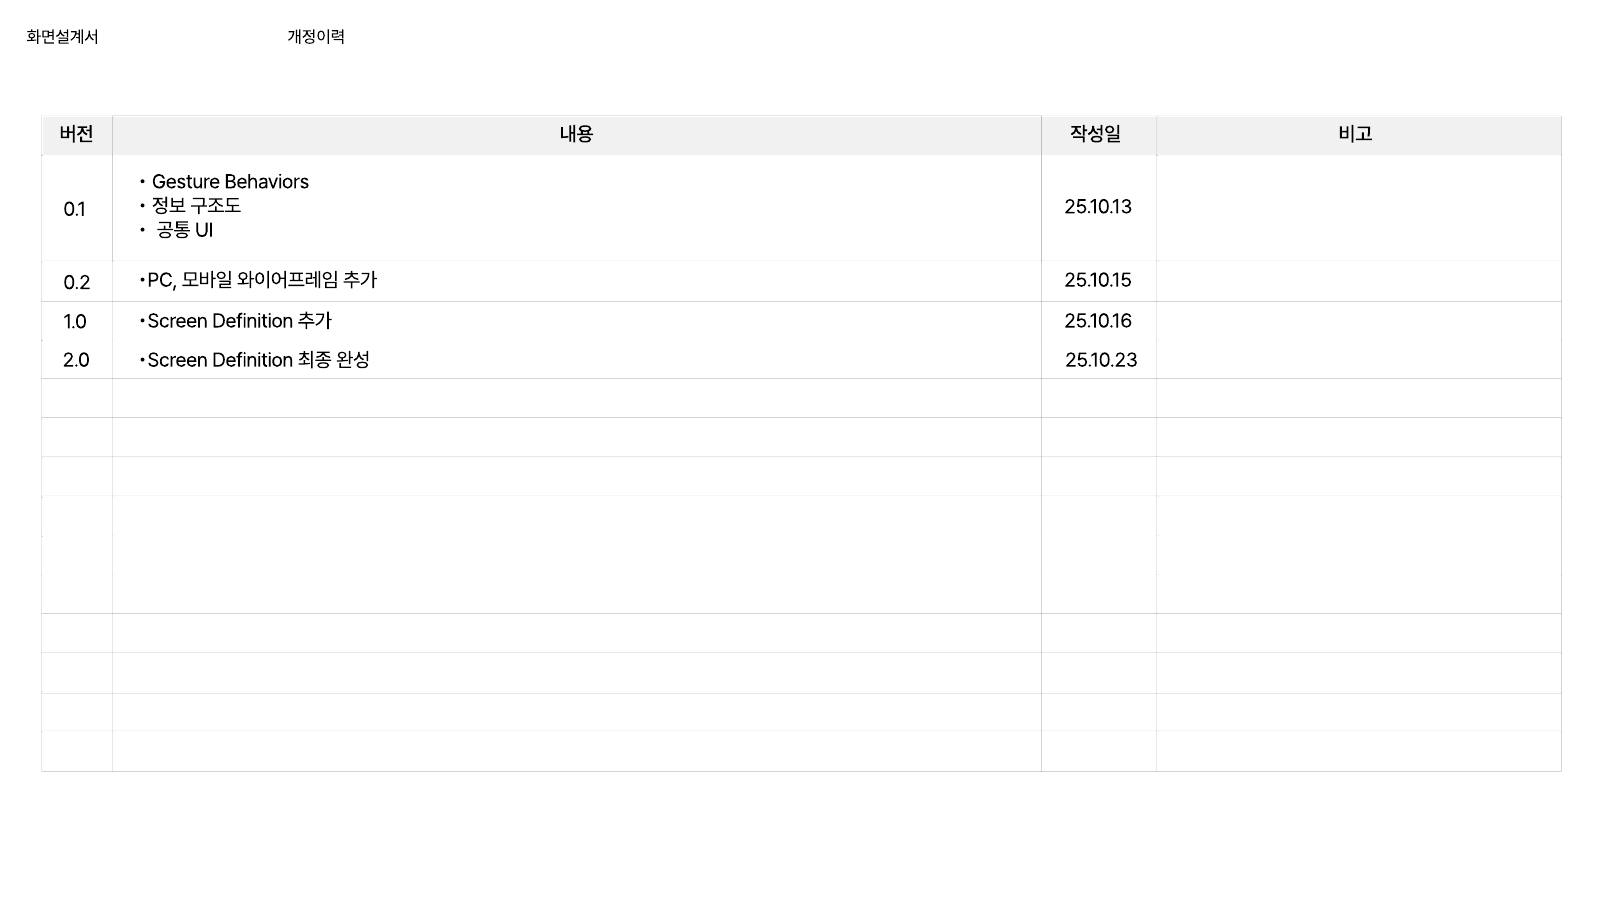 화면설계서 개정이력
버전 내용 작성일 비고
0.1
• Gesture Behaviors
• 정보 구조도
• 공통 UI
25.10.13
0.2 •PC, 모바일 와이어프레임 추가 25.10.15
1.0 •Screen Definition 추가 25.10.16
2.0 •Screen Definition 최종 완성 25.10.23